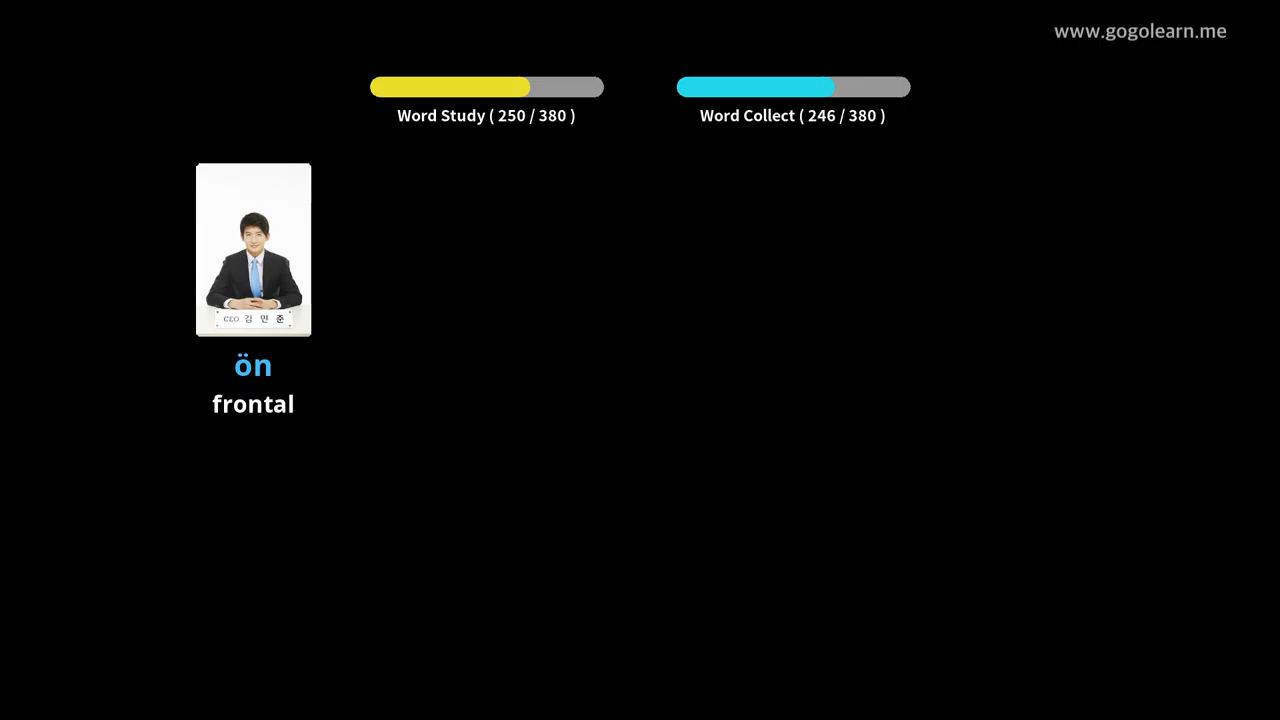 www.gogolearn.me
Word Study ( 250 / 380 )
Word Collect ( 246 / 380 )
CEO 김 민 준
ön
frontal